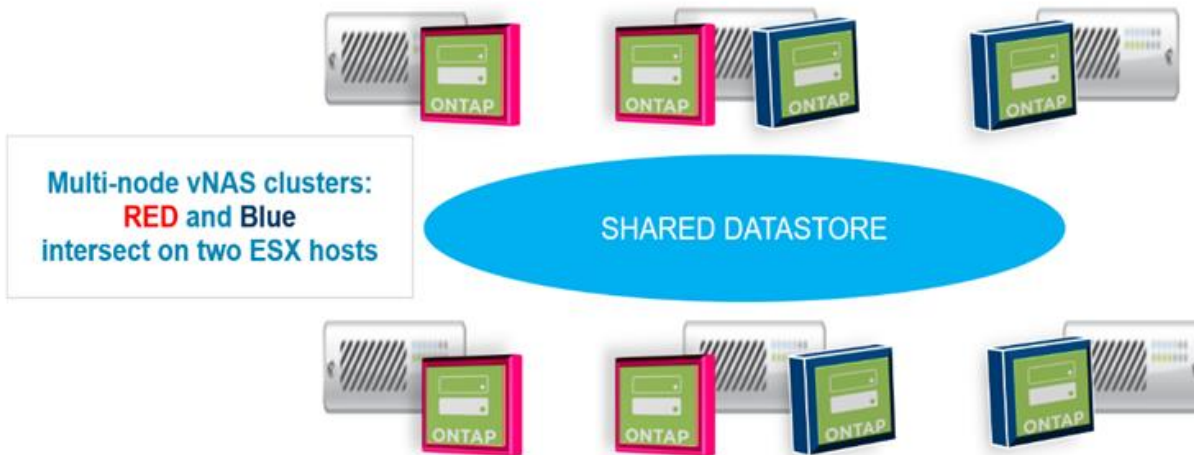 ONTAP
ONTAP
ONTAP
ONTAP
Multi-node vNAS clusters:
RED and Blue
intersect on two ESX hosts
SHARED DATASTORE
ONTAP
ONTAP
ONTAP
ONTAP